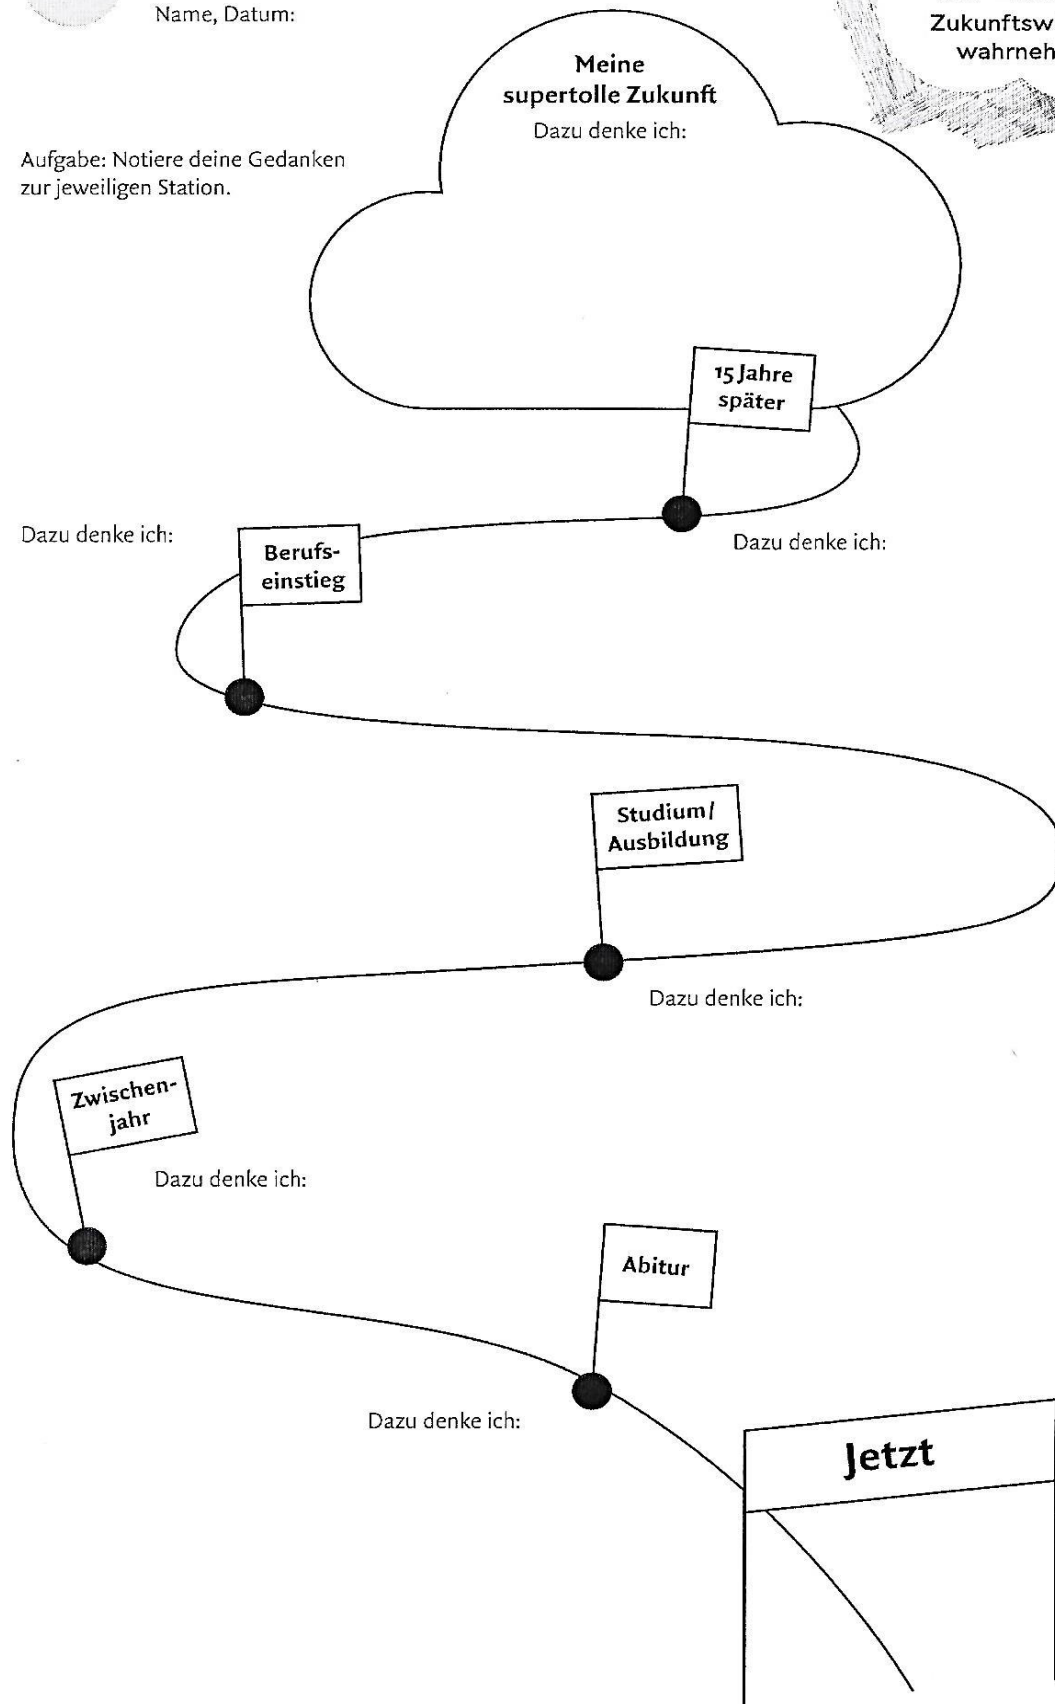 Name, Datum:
Zukunftsw
wahrneh
Meine
supertolle Zukunft
Dazu denke ich:
Aufgabe: Notiere deine Gedanken
zur jeweiligen Station.
15 Jahre
später
Dazu denke ich:
Dazu denke ich:
Berufs-
einstieg
Studium/
Ausbildung
Dazu denke ich:
Zwischen-
jahr
Dazu denke ich:
Abitur
Dazu denke ich:
Jetzt